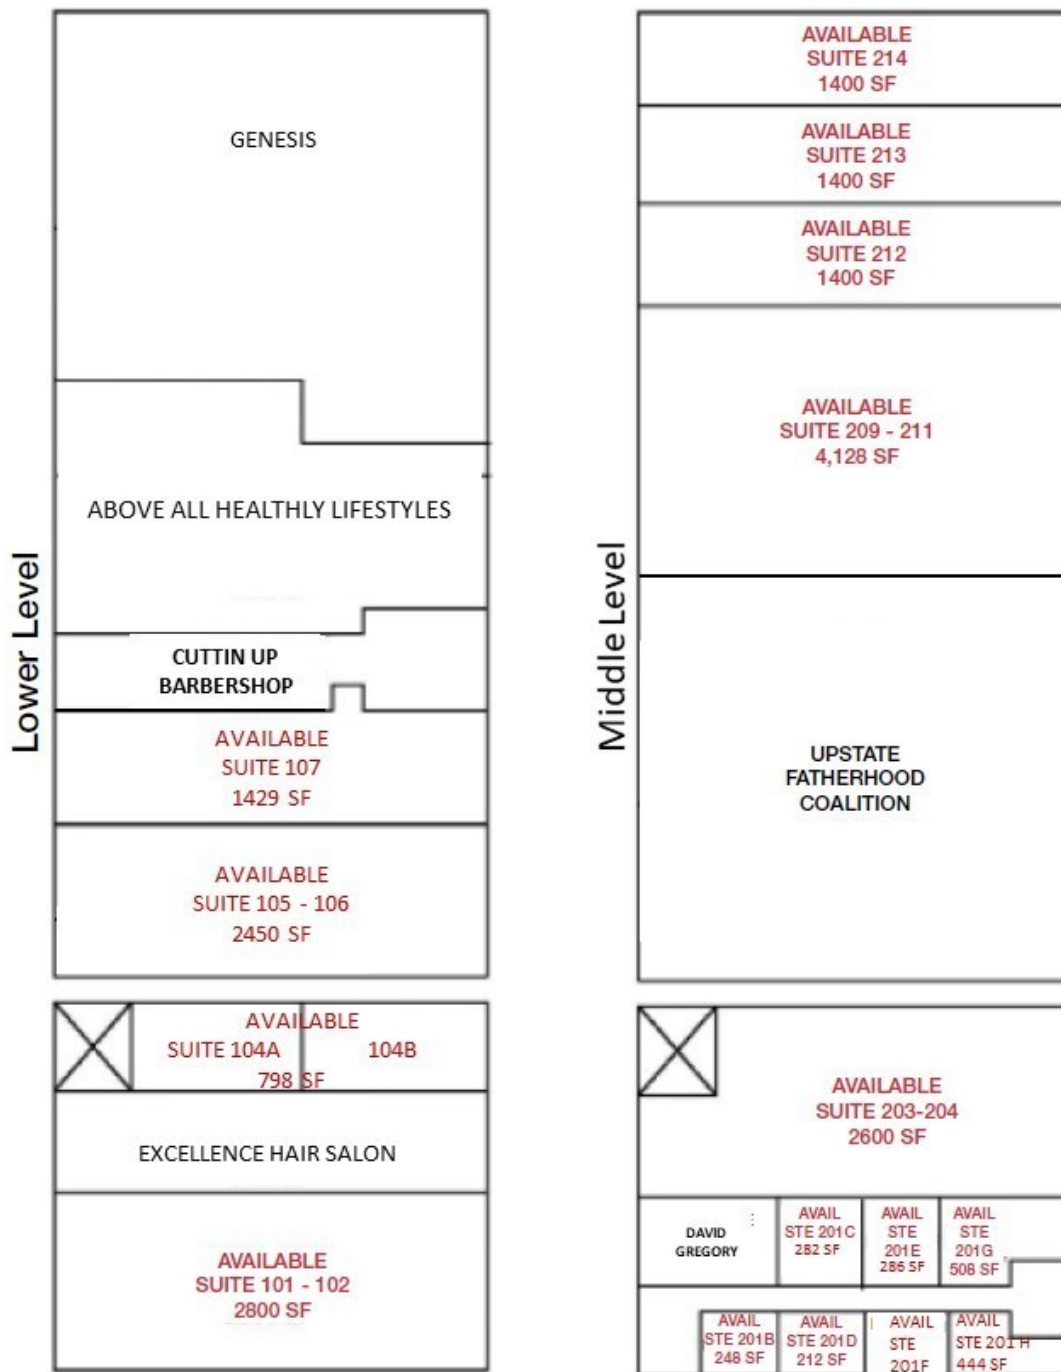 Lower Level
GENESIS
ABOVE ALL HEALTHLY LIFESTYLES
CUTTIN UP
BARBERSHOP
AVAILABLE
SUITE 107
1429 SF
AVAILABLE
SUITE 105 - 106
2450 SF
AVAILABLE
SUITE 104A 104B
798 SF
EXCELLENCE HAIR SALON
AVAILABLE
SUITE 101 - 102
2800 SF
Middle Level
AVAILABLE
SUITE 214
1400 SF
AVAILABLE
SUITE 213
1400 SF
AVAILABLE
SUITE 212
1400 SF
AVAILABLE
SUITE 209 - 211
4,128 SF
UPSTATE
FATHERHOOD
COALITION
AVAILABLE
SUITE 203-204
2600 SF
DAVID
GREGORY
AVAIL
STE 201C
282 SF
AVAIL
STE
201E
286 SF
AVAIL
STE
201G
508 SF
AVAIL
STE 201B
248 SF
AVAIL
STE 201D
212 SF
AVAIL
STE
201F
AVAIL
STE 201 H
444 SF